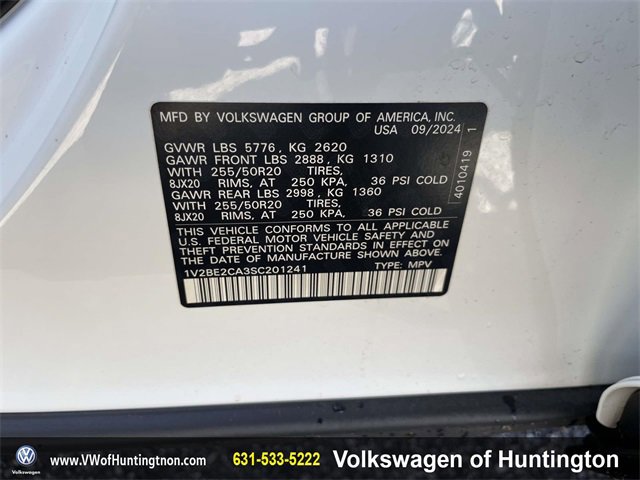 MFD BY VOLKSWAGEN GROUP OF AMERICA, INC.
USA 09/2024
GVWR LBS 5776, KG 2620
GAWR FRONT LBS 2888, KG 1310
WITH 255/50R20 TIRES,
8JX20 RIMS, AT 250 KPA, 36 PSI COLD
GAWR REAR LBS 2998, KG 1360
WITH 255/50R20 TIRES,
8JX20 RIMS, AT 250 KPA, 36 PSI COLD
THIS VEHICLE CONFORMS TO ALL APPLICABLE
U.S. FEDERAL MOTOR VEHICLE SAFETY AND
THEFT PREVENTION STANDARDS IN EFFECT ON
THE DATE OF MANUFACTURE SHOWN ABOVE.
1V2BE2CA3SC201241 TYPE: MPV
4010419 1
Volkswagen
www.VWofHuntingtnon.com
631-533-5222
Volkswagen of Huntington